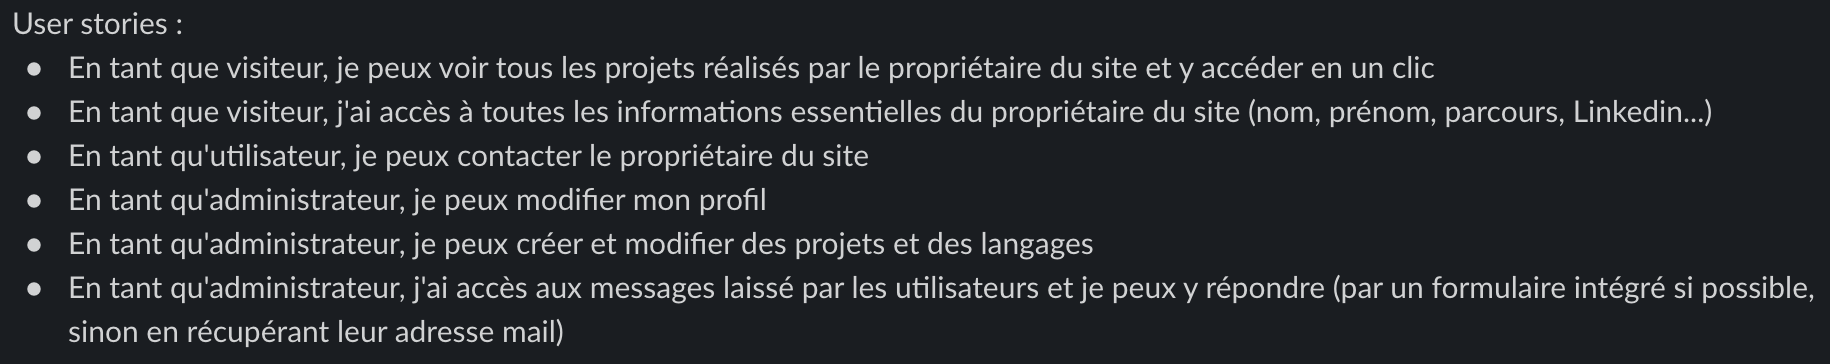 User stories :
● En tant que visiteur, je peux voir tous les projets réalisés par le propriétaire du site et y accéder en un clic
● En tant que visiteur, j'ai accès à toutes les informations essentielles du propriétaire du site (nom, prénom, parcours, Linkedin...)
● En tant qu'utilisateur, je peux contacter le propriétaire du site
● En tant qu'administrateur, je peux modifier mon profil
● En tant qu'administrateur, je peux créer et modifier des projets et des langages
● En tant qu'administrateur, j'ai accès aux messages laissé par les utilisateurs et je peux y répondre (par un formulaire intégré si possible,
sinon en récupérant leur adresse mail)